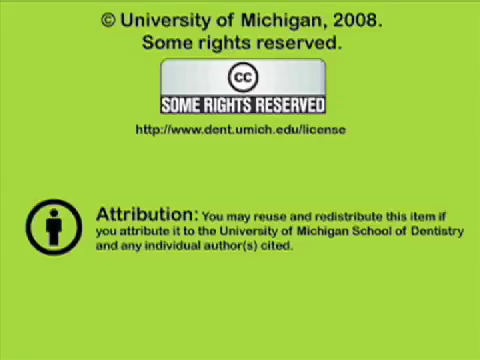 © University of Michigan, 2008.
Some rights reserved.
cc
SOME RIGHTS RESERVED
http://www.dent.umich.edu/license
Attribution: You may reuse and redistribute this item if
you attribute it to the University of Michigan School of Dentistry
and any individual author(s) cited.